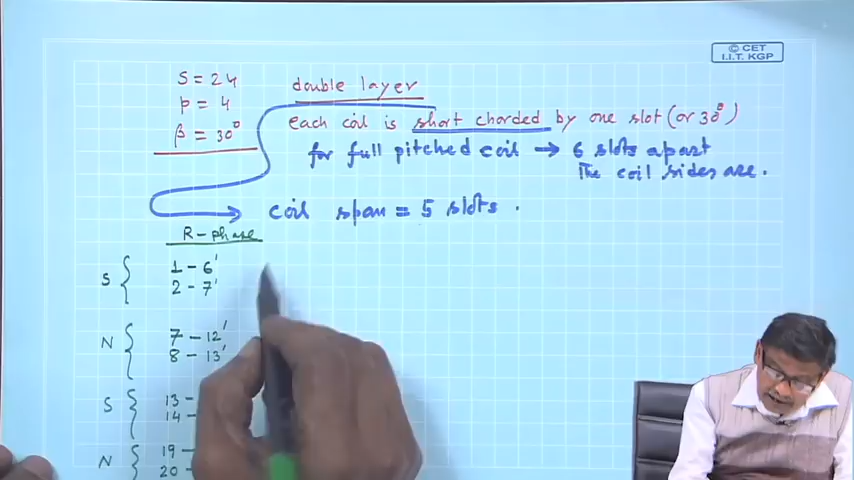 © CET
I.I.T. KGP
S = 24
p = 4
β = 30°
double layer
each coil is short chorded by one slot (or 30°)
for full pitched coil → 6 slots apart
The coil sides are.
coil span = 5 slots.
R-phase
S { 1 - 6'
2 - 7'
N { 7 - 12'
8 - 13'
S { 13 -
14 -
N { 19 -
20 -